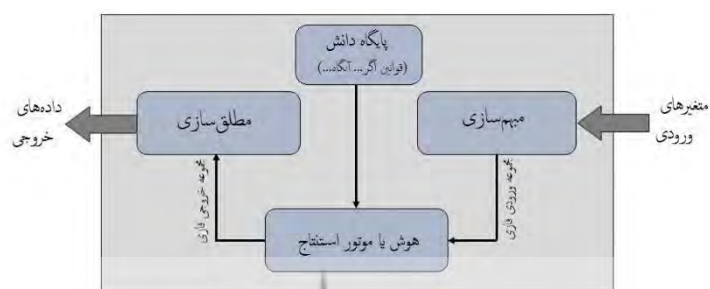 پایگاه دانش
(قوانین اگر... آنگاه...)
متغیرهای
ورودی
مبهم‌سازی
مطلق‌سازی
داده‌های
خروجی
مجموعه ورودی فازی
مجموعه خروجی فازی
هوش یا موتور استنتاج